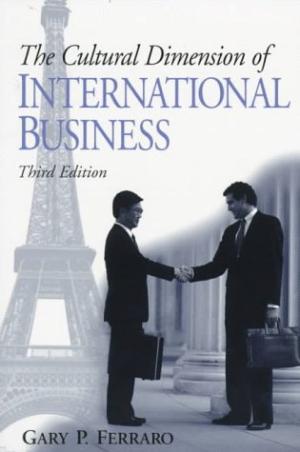 The Cultural Dimension of
INTERNATIONAL
BUSINESS
Third Edition
GARY P. FERRARO